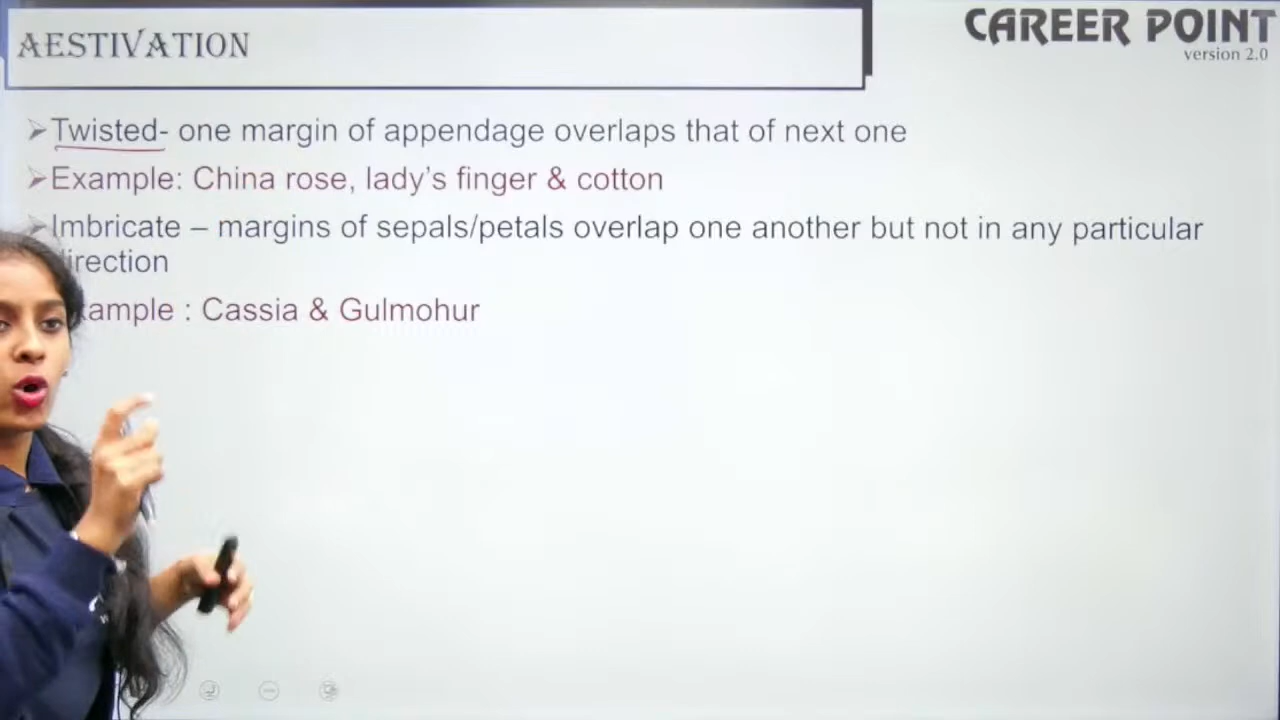 AESTIVATION
CAREER POINT
version 2.0
Twisted- one margin of appendage overlaps that of next one
Example: China rose, lady's finger & cotton
Imbricate – margins of sepals/petals overlap one another but not in any particular
irection
ample : Cassia & Gulmohur